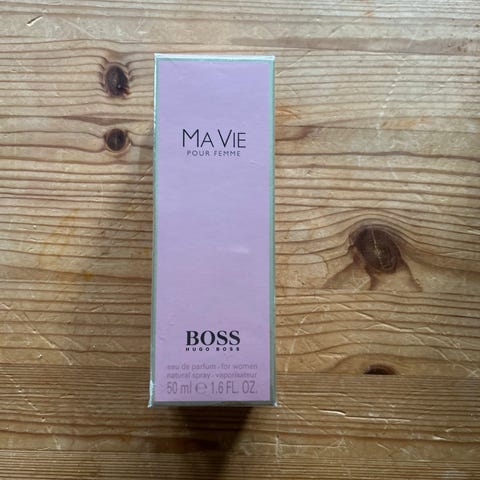 MA VIE
POUR FEMME
BOSS
HUGO BOSS
eau de parfum - for women
natural spray - vaporisateur
50 ml ℮ 1.6 FL. OZ.